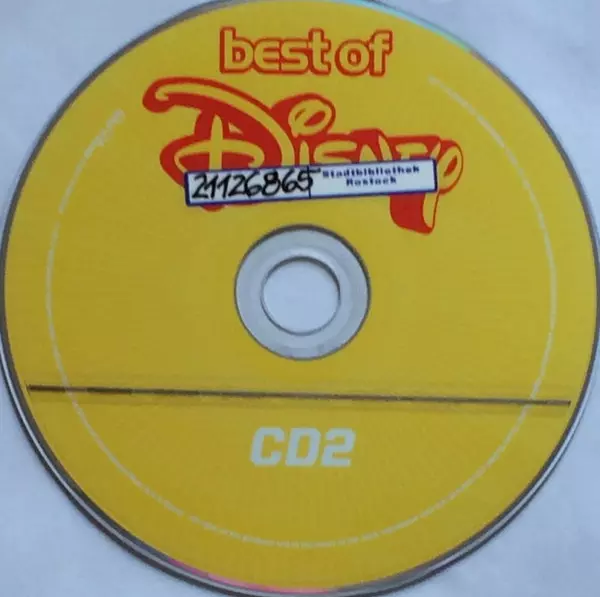 best of
Disney
21126865 Stadtbibliothek
Rostock
CD2